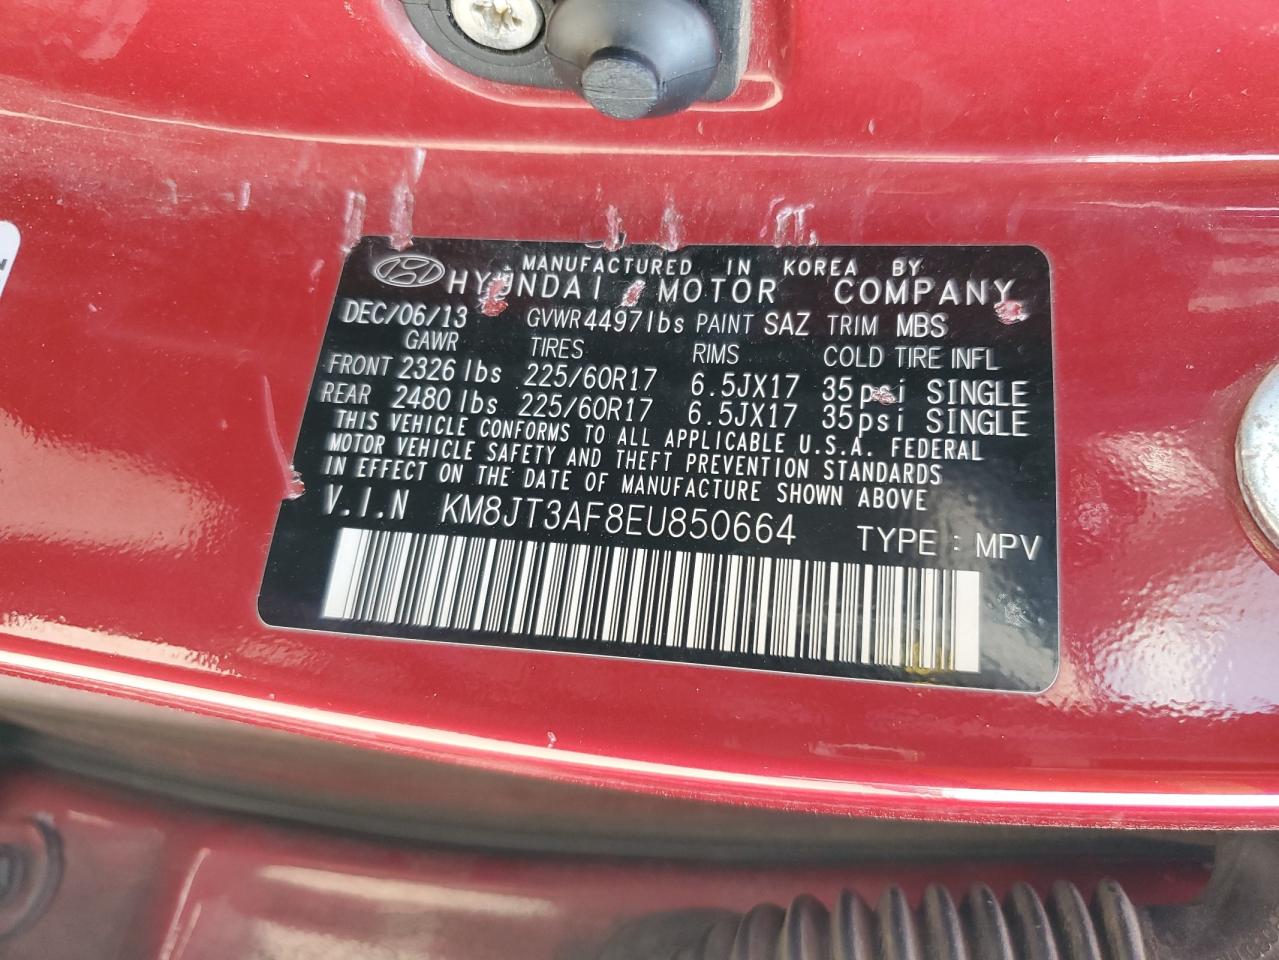 MANUFACTURED IN KOREA BY
HYUNDAI MOTOR COMPANY
DEC/06/13 GVWR4497lbs PAINT SAZ TRIM MBS
GAWR TIRES RIMS COLD TIRE INFL
FRONT 2326 lbs 225/60R17 6.5JX17 35psi SINGLE
REAR 2480 lbs 225/60R17 6.5JX17 35psi SINGLE
THIS VEHICLE CONFORMS TO ALL APPLICABLE U.S.A. FEDERAL
MOTOR VEHICLE SAFETY AND THEFT PREVENTION STANDARDS
IN EFFECT ON THE DATE OF MANUFACTURE SHOWN ABOVE
V.I.N KM8JT3AF8EU850664 TYPE : MPV